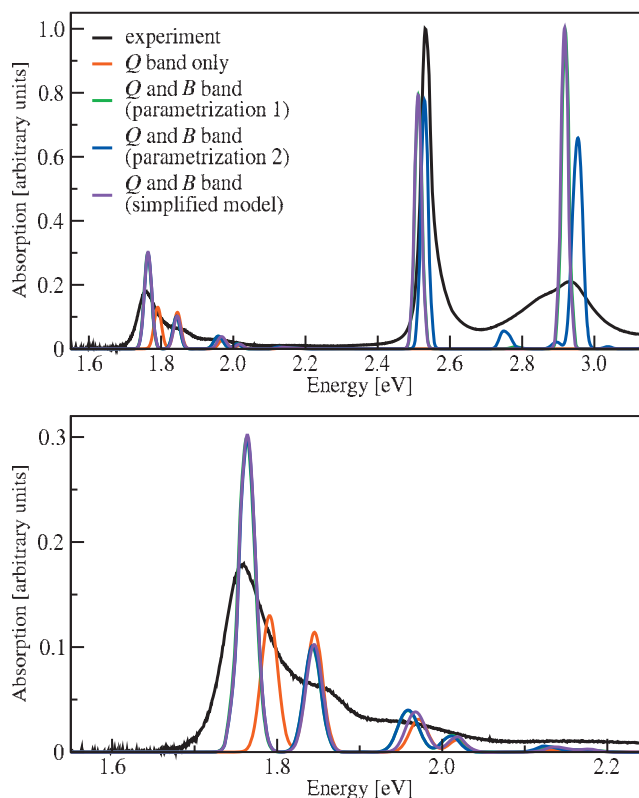 experiment
Q band only
Q and B band
(parametrization 1)
Q and B band
(parametrization 2)
Q and B band
(simplified model)
Absorption [arbitrary units]
1.0
0.8
0.6
0.4
0.2
0
1.6 1.8 2.0 2.2 2.4 2.6 2.8 3.0
Energy [eV]
Absorption [arbitrary units]
0.3
0.2
0.1
0
1.6 1.8 2.0 2.2
Energy [eV]